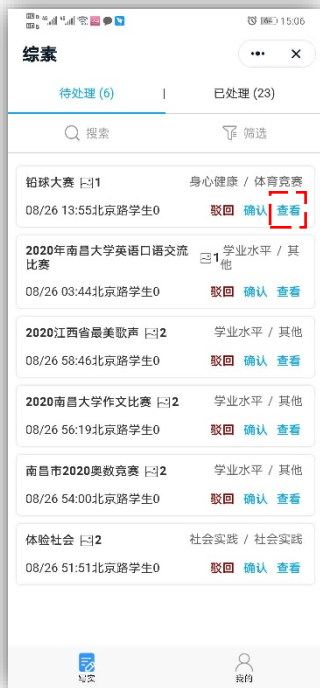 15:06
综素
待处理 (6) | 已处理 (23)
搜索 筛选
铅球大赛 1 身心健康 / 体育竞赛
08/26 13:55北京路学生0 驳回 确认 查看
2020年南昌大学英语口语交流 1 学业水平 / 其
比赛 他
08/26 03:44北京路学生0 驳回 确认 查看
2020江西省最美歌声 2 学业水平 / 其他
08/26 58:46北京路学生0 驳回 确认 查看
2020南昌大学作文比赛 2 学业水平 / 其他
08/26 56:19北京路学生0 驳回 确认 查看
南昌市2020奥数竞赛 2 学业水平 / 其他
08/26 54:00北京路学生0 驳回 确认 查看
体验社会 2 社会实践 / 社会实践
08/26 51:51北京路学生0 驳回 确认 查看
写实 我的